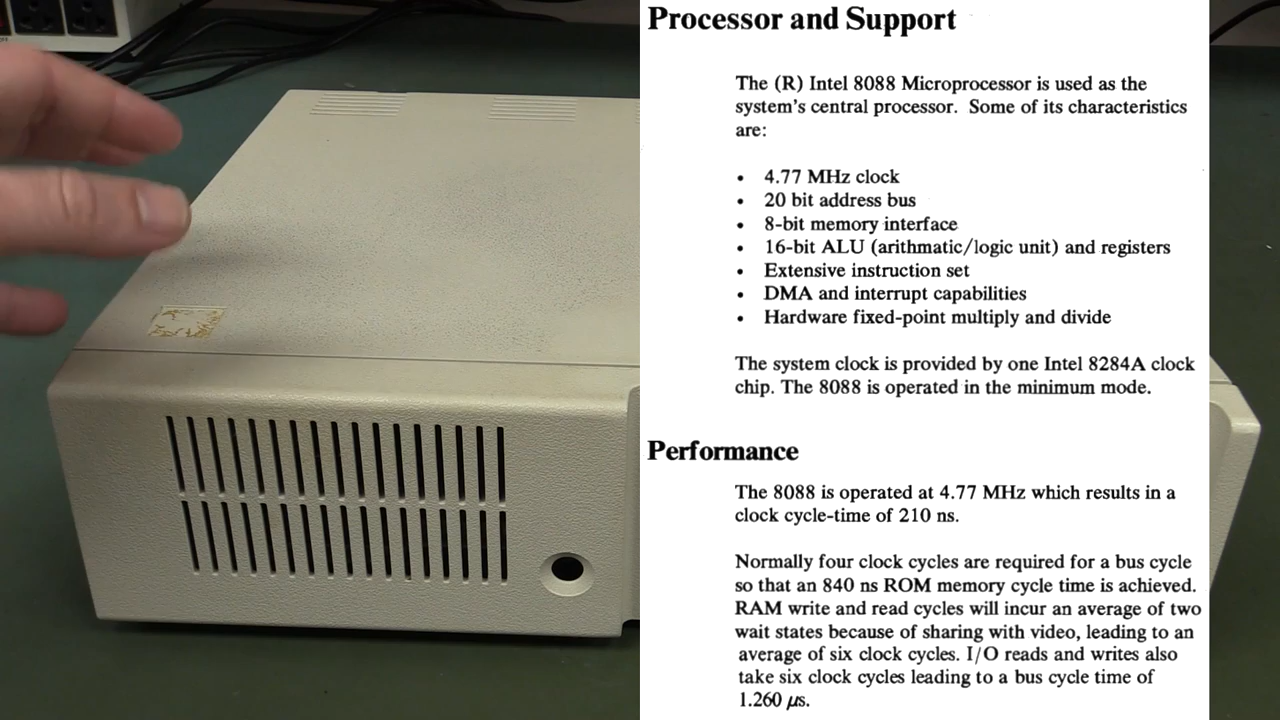 Processor and Support
The (R) Intel 8088 Microprocessor is used as the
system's central processor. Some of its characteristics
are:
• 4.77 MHz clock
• 20 bit address bus
• 8-bit memory interface
• 16-bit ALU (arithmatic/logic unit) and registers
• Extensive instruction set
• DMA and interrupt capabilities
• Hardware fixed-point multiply and divide
The system clock is provided by one Intel 8284A clock
chip. The 8088 is operated in the minimum mode.
Performance
The 8088 is operated at 4.77 MHz which results in a
clock cycle-time of 210 ns.
Normally four clock cycles are required for a bus cycle
so that an 840 ns ROM memory cycle time is achieved.
RAM write and read cycles will incur an average of two
wait states because of sharing with video, leading to an
average of six clock cycles. I/O reads and writes also
take six clock cycles leading to a bus cycle time of
1.260 μs.